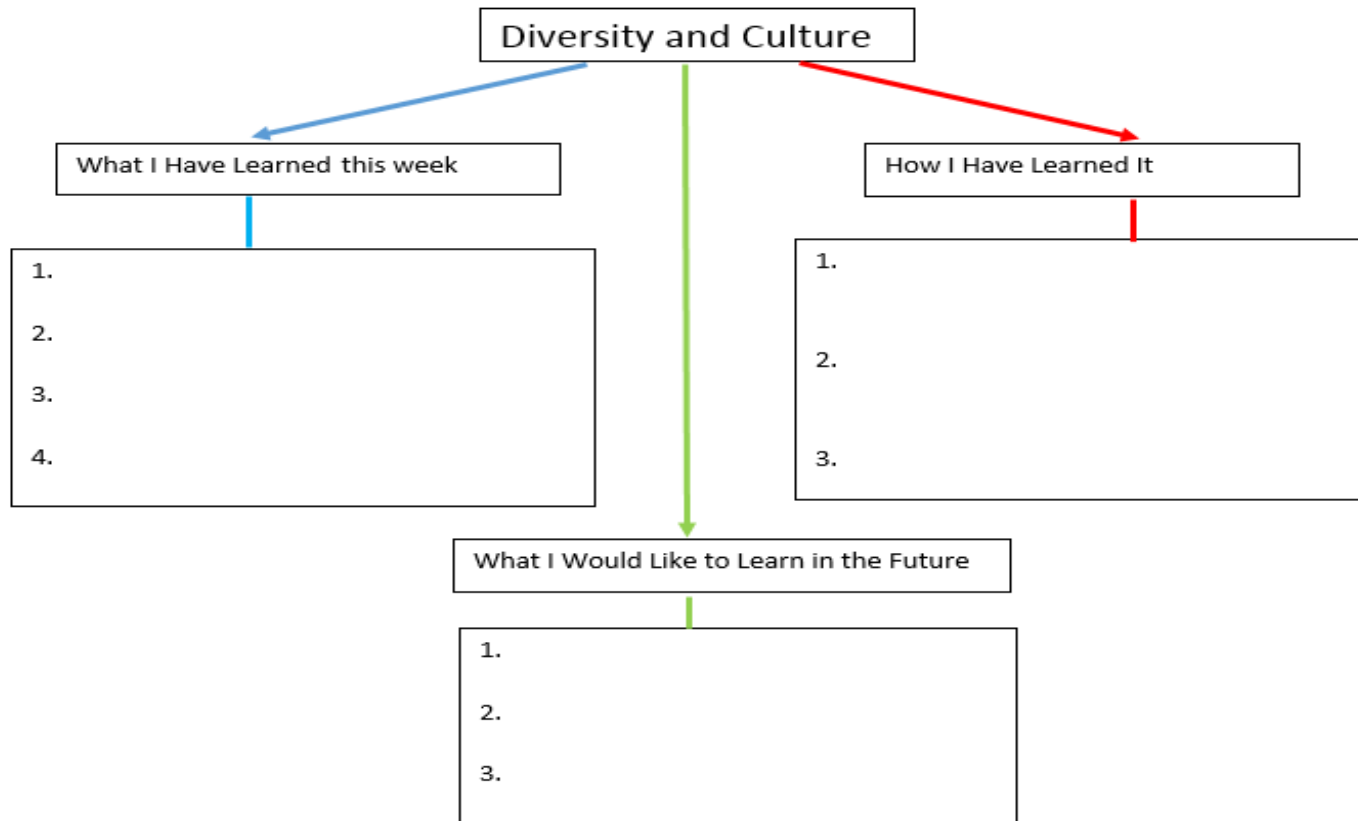 Diversity and Culture
What I Have Learned this week
How I Have Learned It
1.
2.
3.
4.
1.
2.
3.
What I Would Like to Learn in the Future
1.
2.
3.